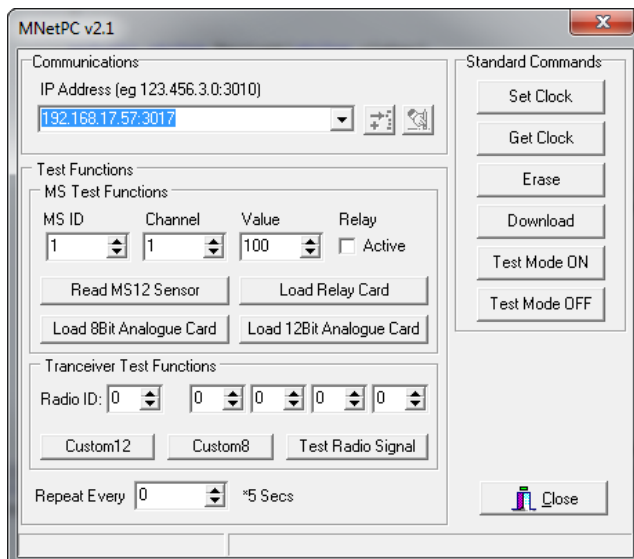 MNetPC v2.1
Communications
IP Address (eg 123.456.3.0:3010)
192.168.17.57:3017
Test Functions
MS Test Functions
MS ID Channel Value Relay
1 1 100 Active
Read MS12 Sensor Load Relay Card
Load 8Bit Analogue Card Load 12Bit Analogue Card
Tranceiver Test Functions
Radio ID: 0 0 0 0 0
Custom12 Custom8 Test Radio Signal
Repeat Every 0 *5 Secs
Standard Commands
Set Clock
Get Clock
Erase
Download
Test Mode ON
Test Mode OFF
Close